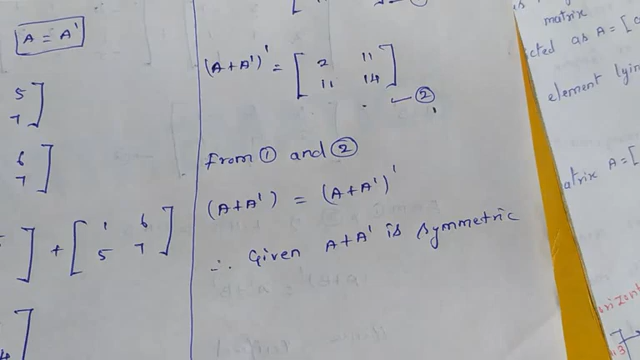 A = A'
5
7 ]
6
7 ]
] + [ 1 6
5 7 ]
(A+A')' = [ 2 11
11 14 ]
— ②
From ① and ②
(A+A') = (A+A')'
∴ Given A+A' is symmetric
matrix
as A = [
element lying
A = [